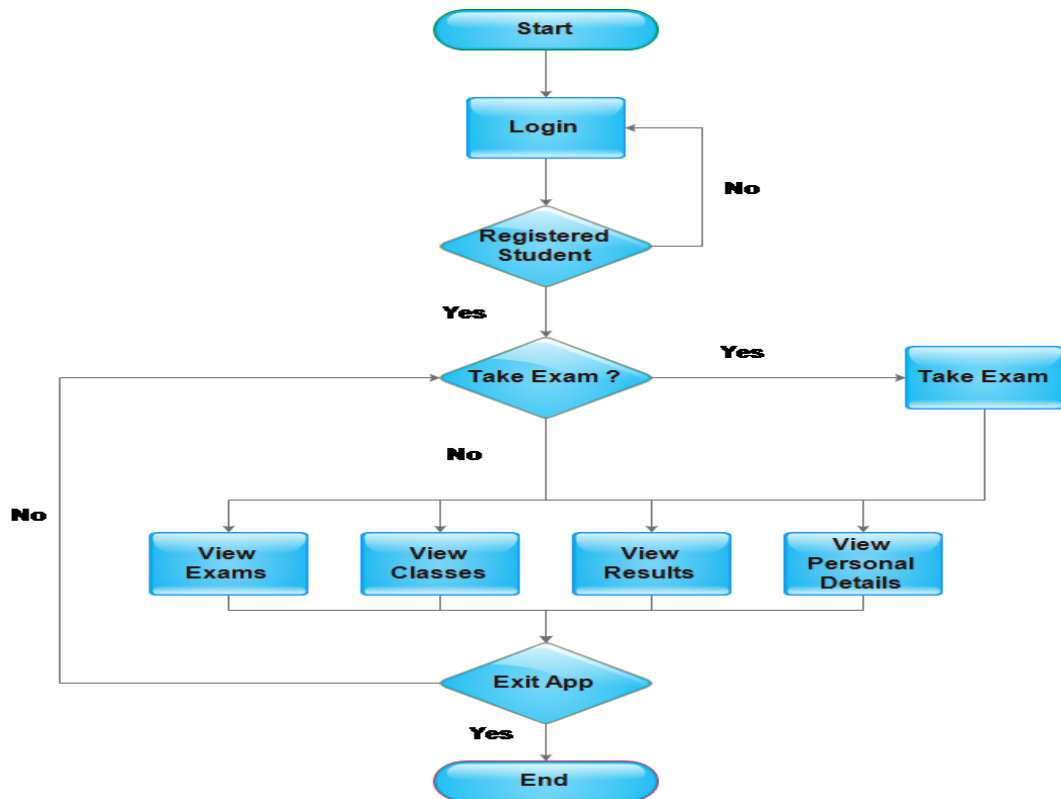 Start
Login
No
Registered
Student
Yes
Take Exam ?
Yes
Take Exam
No
No
View
Exams
View
Classes
View
Results
View
Personal
Details
Exit App
Yes
End